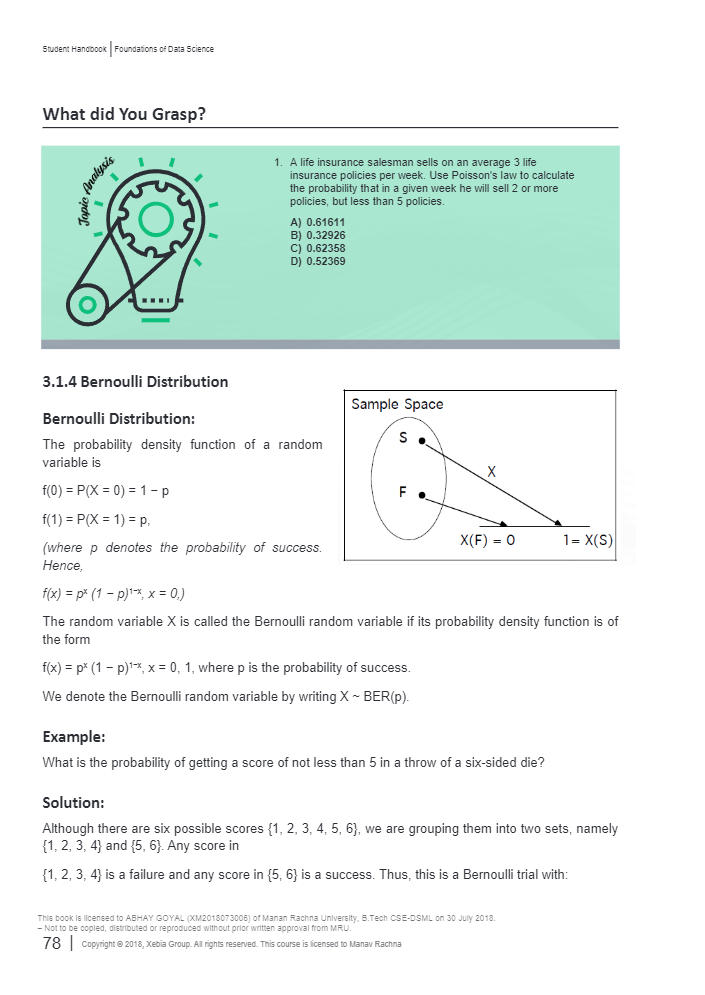 Student Handbook | Foundations of Data Science
What did You Grasp?
Topic Analysis
1. A life insurance salesman sells on an average 3 life
insurance policies per week. Use Poisson's law to calculate
the probability that in a given week he will sell 2 or more
policies, but less than 5 policies.
A) 0.61611
B) 0.32926
C) 0.62358
D) 0.52369
3.1.4 Bernoulli Distribution
Bernoulli Distribution:
The probability density function of a random
variable is
f(0) = P(X = 0) = 1 – p
f(1) = P(X = 1) = p,
(where p denotes the probability of success.
Hence,
f(x) = pˣ (1 – p)¹⁻ˣ, x = 0,)
Sample Space
S
X
F
X(F) = 0 1= X(S)
The random variable X is called the Bernoulli random variable if its probability density function is of
the form
f(x) = pˣ (1 – p)¹⁻ˣ, x = 0, 1, where p is the probability of success.
We denote the Bernoulli random variable by writing X ~ BER(p).
Example:
What is the probability of getting a score of not less than 5 in a throw of a six-sided die?
Solution:
Although there are six possible scores {1, 2, 3, 4, 5, 6}, we are grouping them into two sets, namely
{1, 2, 3, 4} and {5, 6}. Any score in
{1, 2, 3, 4} is a failure and any score in {5, 6} is a success. Thus, this is a Bernoulli trial with:
This book is licensed to ABHAY GOYAL (XM2018073006) of Manan Rachna University, B.Tech CSE-DSML on 30 July 2018.
– Not to be copied, distributed or reproduced without prior written approval from MRU.
78 | Copyright © 2018, Xebia Group. All rights reserved. This course is licensed to Manav Rachna